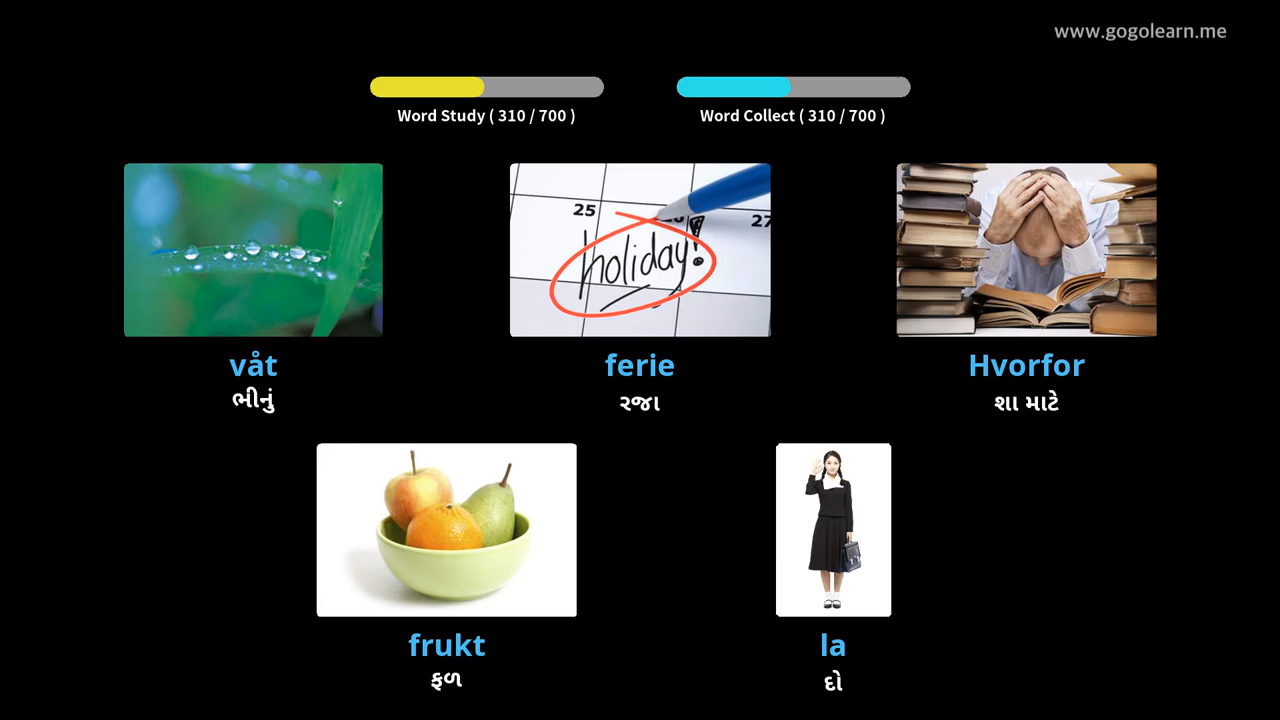 www.gogolearn.me
Word Study ( 310 / 700 )
Word Collect ( 310 / 700 )
25
27
holiday!
våt
ferie
Hvorfor
ભીનું
રજા
શા માટે
frukt
la
ફળ
દો